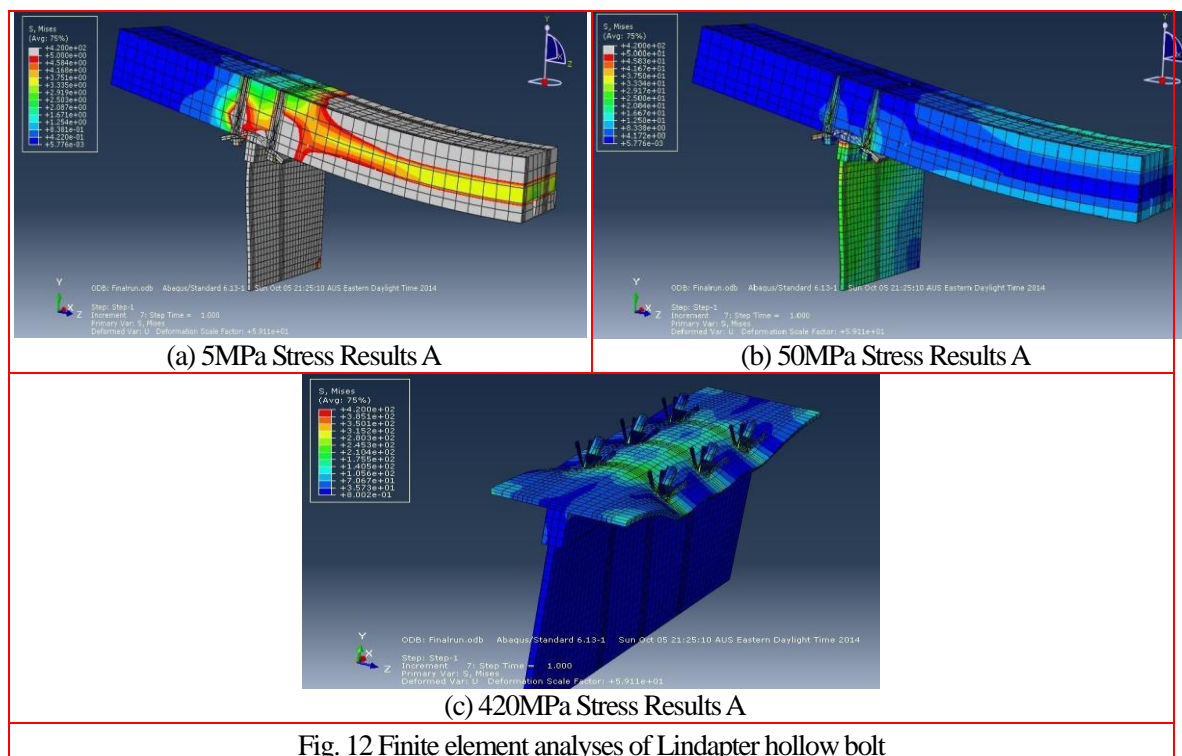 S, Mises
(Avg: 75%)
+4.200e+02
+5.000e+00
+4.584e+00
+4.168e+00
+3.751e+00
+3.335e+00
+2.919e+00
+2.503e+00
+2.087e+00
+1.671e+00
+1.254e+00
+8.381e-01
+4.220e-01
+5.776e-03
Y
Z
Y
X
Z
ODB: Finalrun.odb Abaqus/Standard 6.13-1 Sun Oct 05 21:25:10 AUS Eastern Daylight Time 2014
Step: Step-1
Increment 7: Step Time = 1.000
Primary Var: S, Mises
Deformed Var: U Deformation Scale Factor: +5.911e+01
(a) 5MPa Stress Results A
S, Mises
(Avg: 75%)
+4.200e+02
+5.000e+01
+4.583e+01
+4.167e+01
+3.750e+01
+3.334e+01
+2.917e+01
+2.500e+01
+2.084e+01
+1.667e+01
+1.250e+01
+8.338e+00
+4.172e+00
+5.776e-03
Y
Y
X
Z
ODB: Finalrun.odb Abaqus/Standard 6.13-1 Sun Oct 05 21:25:10 AUS Eastern Daylight Time 2014
Step: Step-1
Increment 7: Step Time = 1.000
Primary Var: S, Mises
Deformed Var: U Deformation Scale Factor: +5.911e+01
(b) 50MPa Stress Results A
S, Mises
(Avg: 75%)
+4.200e+02
+3.851e+02
+3.501e+02
+3.152e+02
+2.803e+02
+2.453e+02
+2.104e+02
+1.755e+02
+1.405e+02
+1.056e+02
+7.067e+01
+3.573e+01
+8.002e-01
Y
X
Z
ODB: Finalrun.odb Abaqus/Standard 6.13-1 Sun Oct 05 21:25:10 AUS Eastern Daylight Time 2014
Step: Step-1
Increment 7: Step Time = 1.000
Primary Var: S, Mises
Deformed Var: U Deformation Scale Factor: +5.911e+01
(c) 420MPa Stress Results A
Fig. 12 Finite element analyses of Lindapter hollow bolt